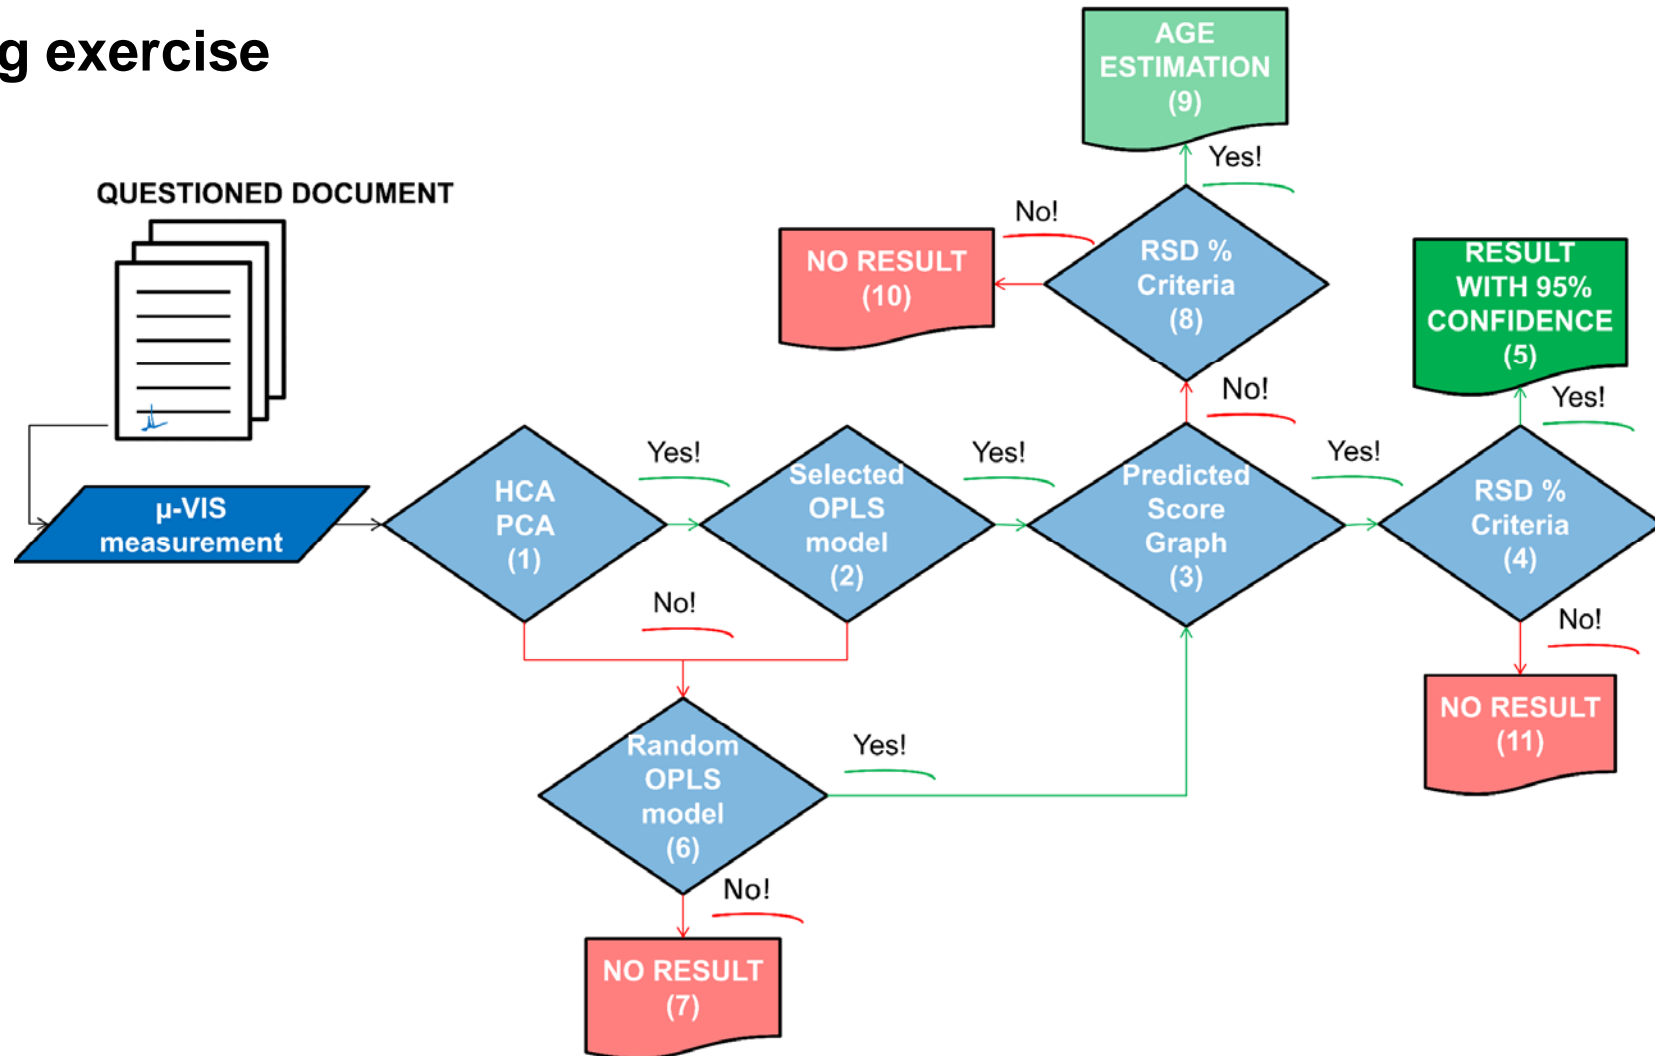 g exercise
AGE
ESTIMATION
(9)
Yes!
QUESTIONED DOCUMENT
No!
NO RESULT
(10)
RSD %
Criteria
(8)
RESULT
WITH 95%
CONFIDENCE
(5)
No!
Yes!
µ-VIS
measurement
HCA
PCA
(1)
Yes!
Selected
OPLS
model
(2)
Yes!
Predicted
Score
Graph
(3)
Yes!
RSD %
Criteria
(4)
No!
No!
NO RESULT
(11)
Random
OPLS
model
(6)
Yes!
No!
NO RESULT
(7)